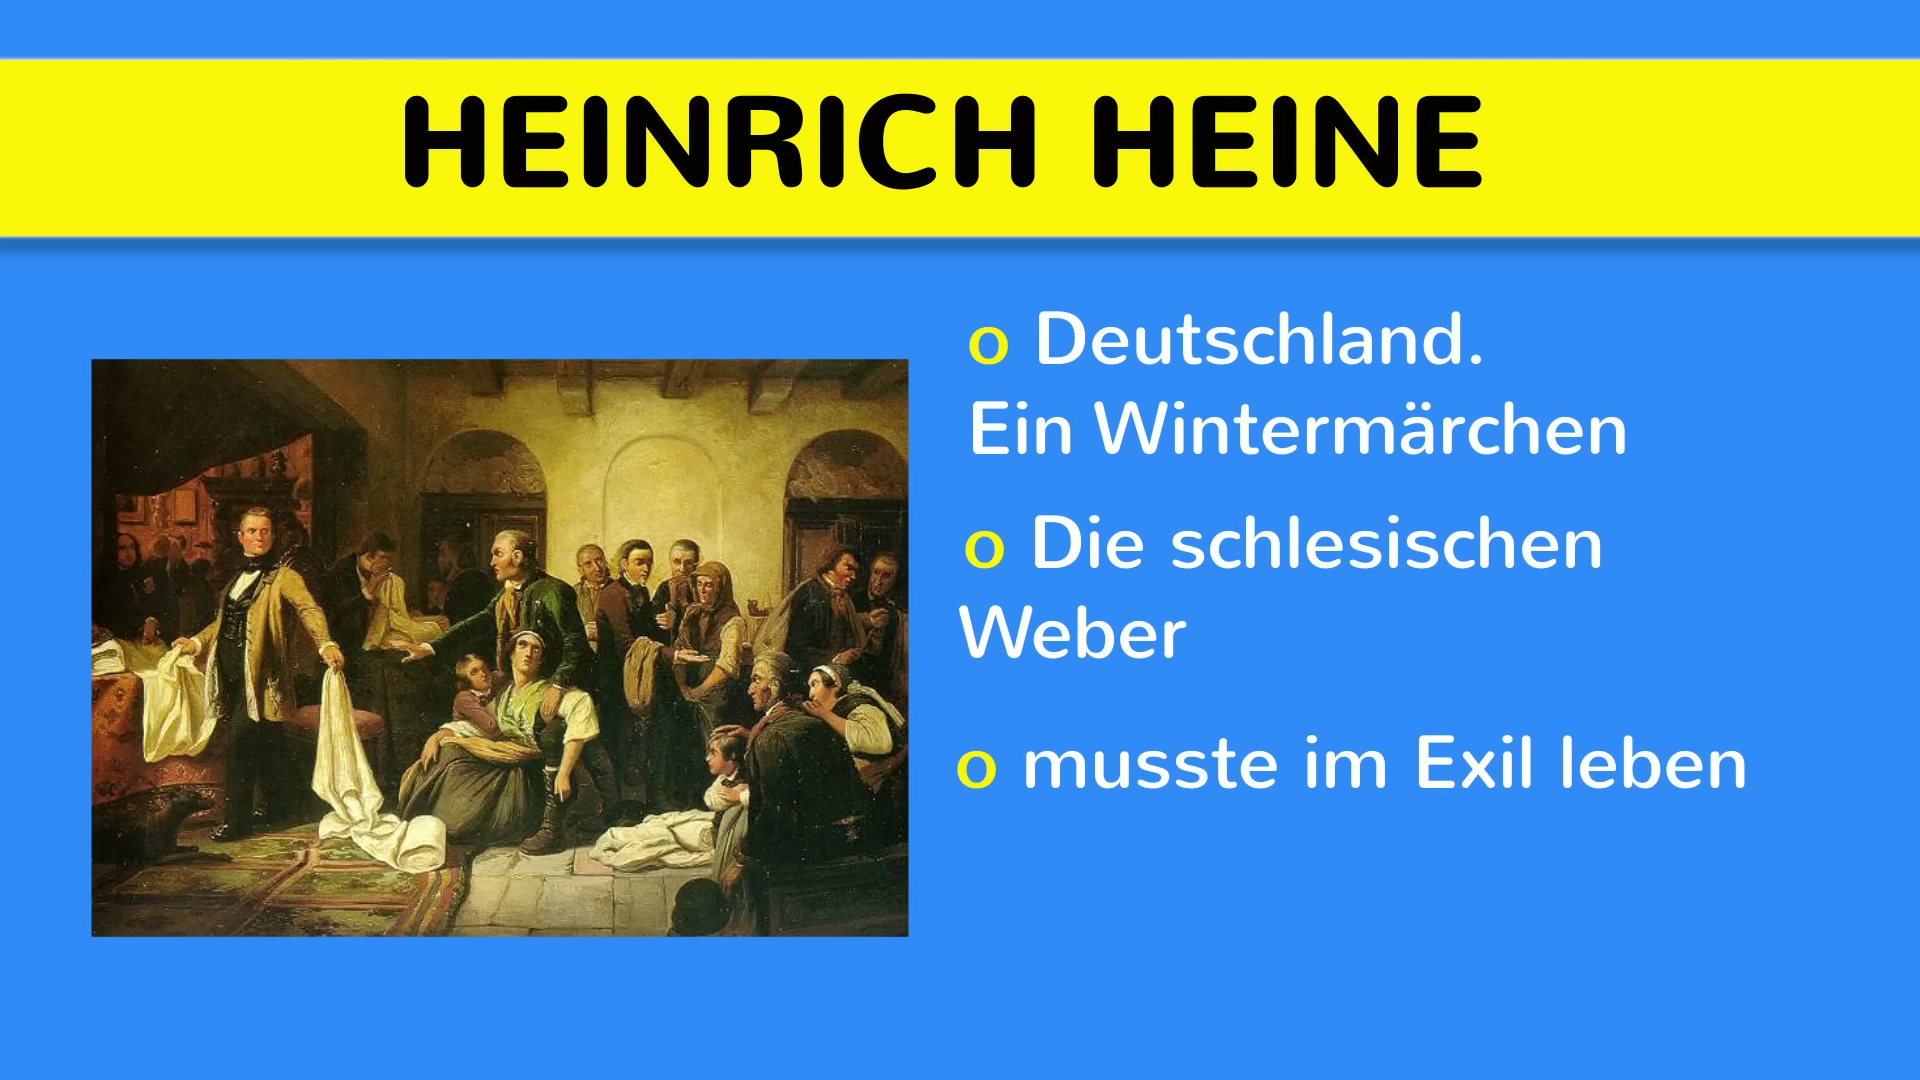 HEINRICH HEINE
o Deutschland.
Ein Wintermärchen
o Die schlesischen
Weber
o musste im Exil leben